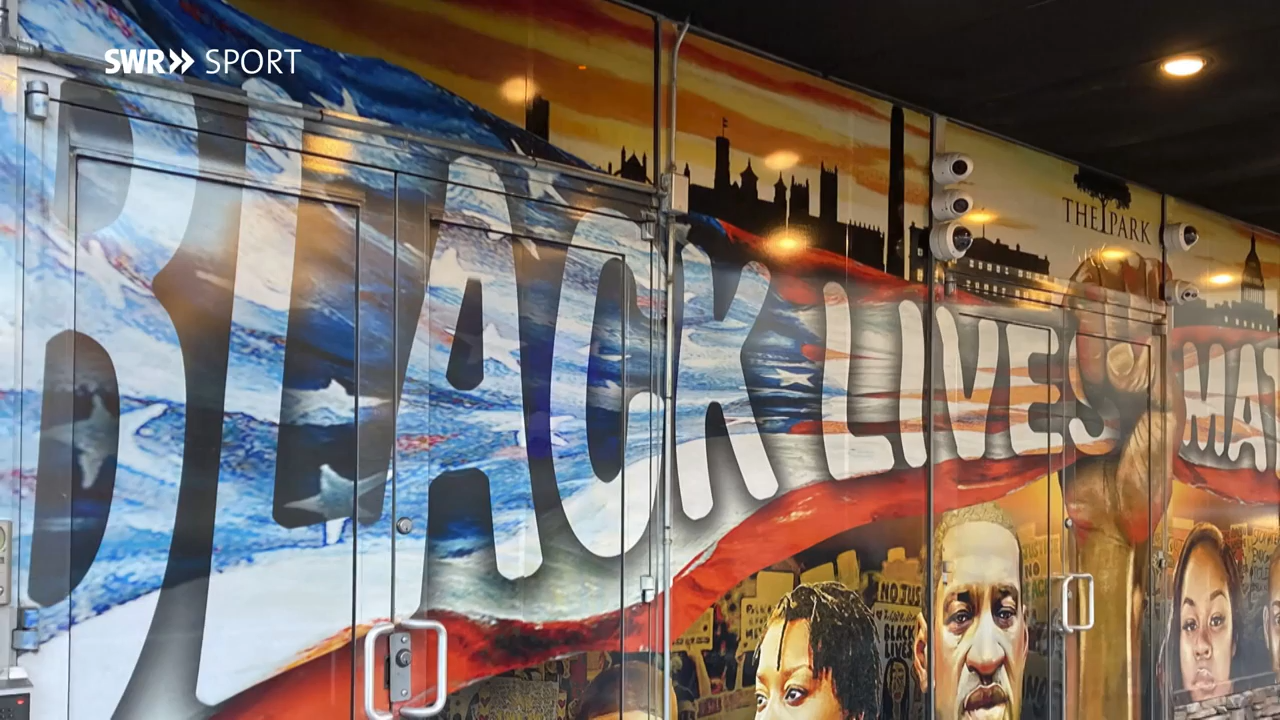 SWR» SPORT
THE PARK
BLACK LIVES MAT
NO JUS
BLACK
LIVES